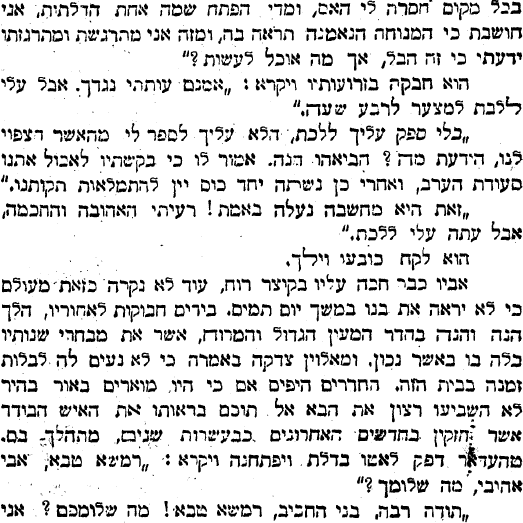 בכל מקום חסרה לי האם, ומדי הפתח שמה אחת הדלתית, אני
חושבת כי המנוחה הנאמנה תראה בה, ומזה אני מתרגשת ומתרגזתו
ידעתי כי זה הבל, אך מה אוכל לעשות?"
הוא חבקה בזרועותיו ויקרא: „אמנם עותתי נגדך. אבל עלי
ללכת למצער לרבע שעה."
„בלי ספק עליך ללכת, הלא עליך לספר לי מהאשר הצפוי
לנו, הידעת מה? הביאהו הנה. אמור לו כי בקשתיו לאכול אתנו
סעודת הערב, ואחרי כן נשתה יחד כוס יין להתמלאות תקותנו."
„זאת היא מחשבה נעלה באמת! רעיתי האהובה והחכמה,
אבל עתה עלי ללכת."
הוא לקח כובעו וילך.
אביו כבר חכה עליו בקוצר רוח, עוד לא נקרה כזאת מעולם
כי לא יראה את בנו במשך יום תמים. בידים חבוקות לאחוריו, הלך
הנה והנה בהדר המעין הגדול והמרוח, אשר את מבחרי שנותיו
בלה בו באשר נכון. ומאלוין צדקה באמרה כי לא נעים לה לבלות
זמנה בבית הזה. החדרים היפים אם כי היו מוארים באור בהיר
לא השביעו רצון את הבא אל תוכם בראותו את האיש הבודד
אשר הזקין בחדשים האחרונים כבעשרות שנים, מתהלך בם.
טהעדאר דפק לאטו בדלת ויפתחנה ויקרא: „רמשא טבא, אבי
אהובי, מה שלומך?"
„תודה רבה, בני החביב, רמשא טבא! מה שלומכם? אני